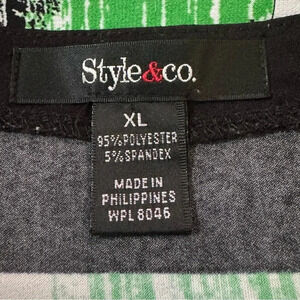 Style&co.
XL
95% POLYESTER
5% SPANDEX
MADE IN
PHILIPPINES
WPL 8046